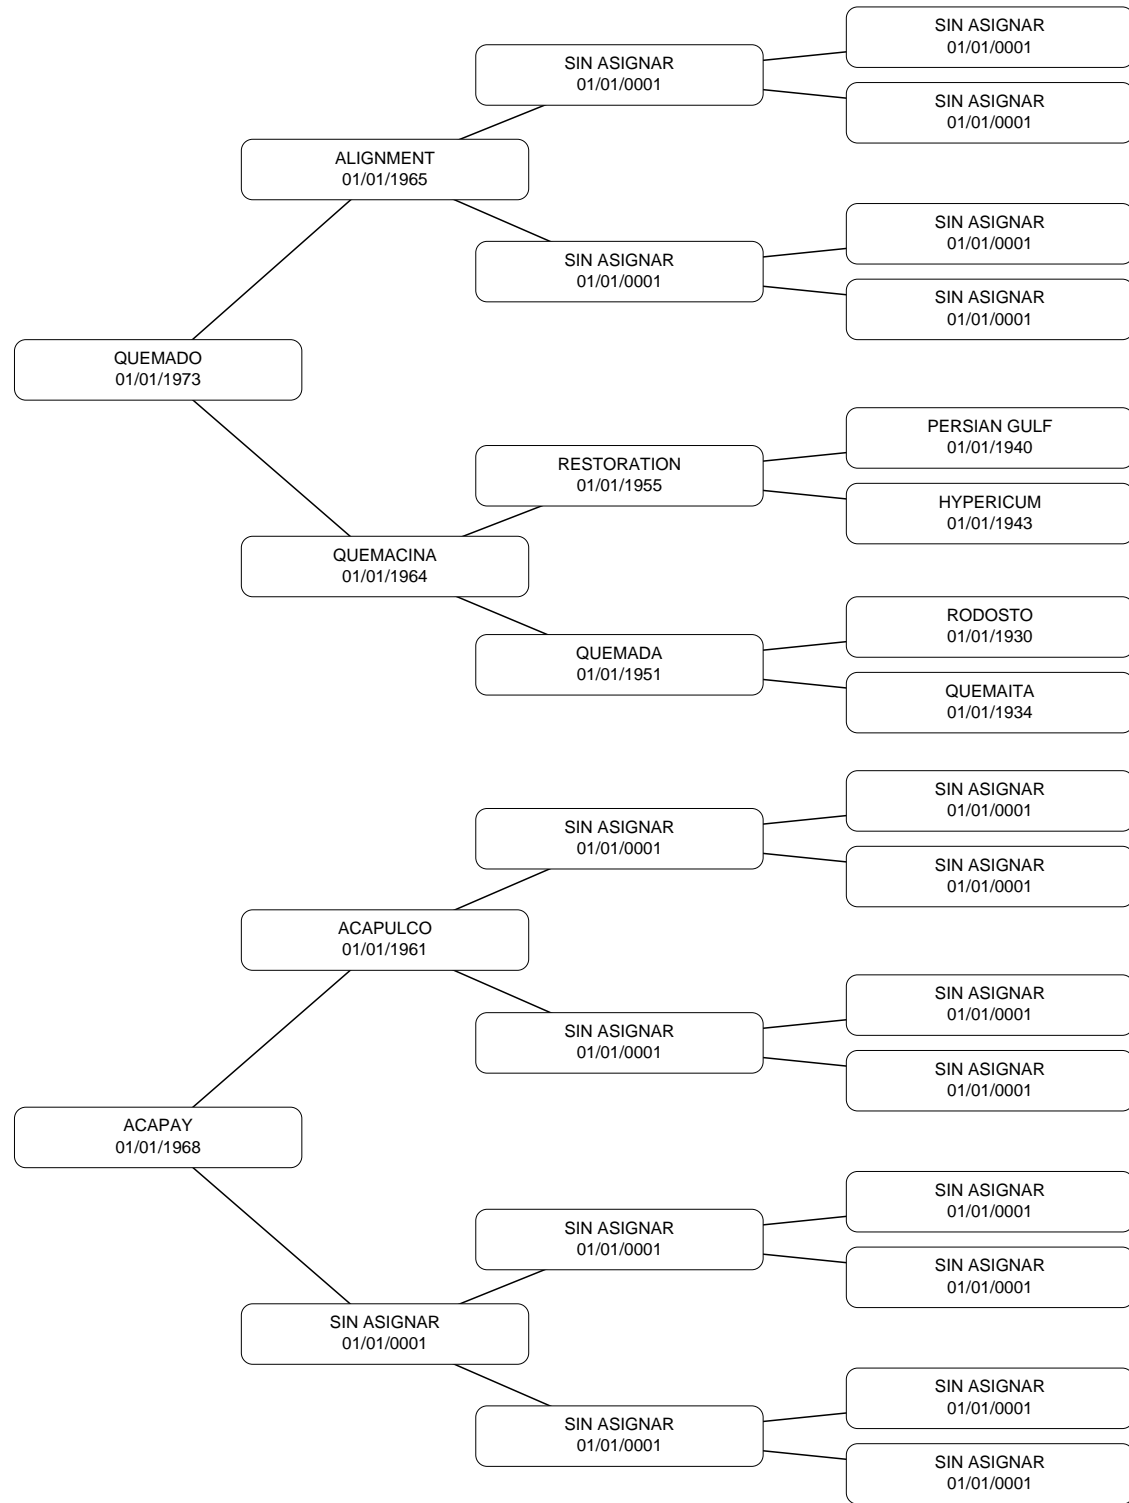 SIN ASIGNAR
01/01/0001
SIN ASIGNAR
01/01/0001
SIN ASIGNAR
01/01/0001
ALIGNMENT
01/01/1965
SIN ASIGNAR
01/01/0001
SIN ASIGNAR
01/01/0001
SIN ASIGNAR
01/01/0001
QUEMADO
01/01/1973
PERSIAN GULF
01/01/1940
RESTORATION
01/01/1955
HYPERICUM
01/01/1943
QUEMACINA
01/01/1964
RODOSTO
01/01/1930
QUEMADA
01/01/1951
QUEMAITA
01/01/1934
SIN ASIGNAR
01/01/0001
SIN ASIGNAR
01/01/0001
SIN ASIGNAR
01/01/0001
ACAPULCO
01/01/1961
SIN ASIGNAR
01/01/0001
SIN ASIGNAR
01/01/0001
SIN ASIGNAR
01/01/0001
ACAPAY
01/01/1968
SIN ASIGNAR
01/01/0001
SIN ASIGNAR
01/01/0001
SIN ASIGNAR
01/01/0001
SIN ASIGNAR
01/01/0001
SIN ASIGNAR
01/01/0001
SIN ASIGNAR
01/01/0001
SIN ASIGNAR
01/01/0001